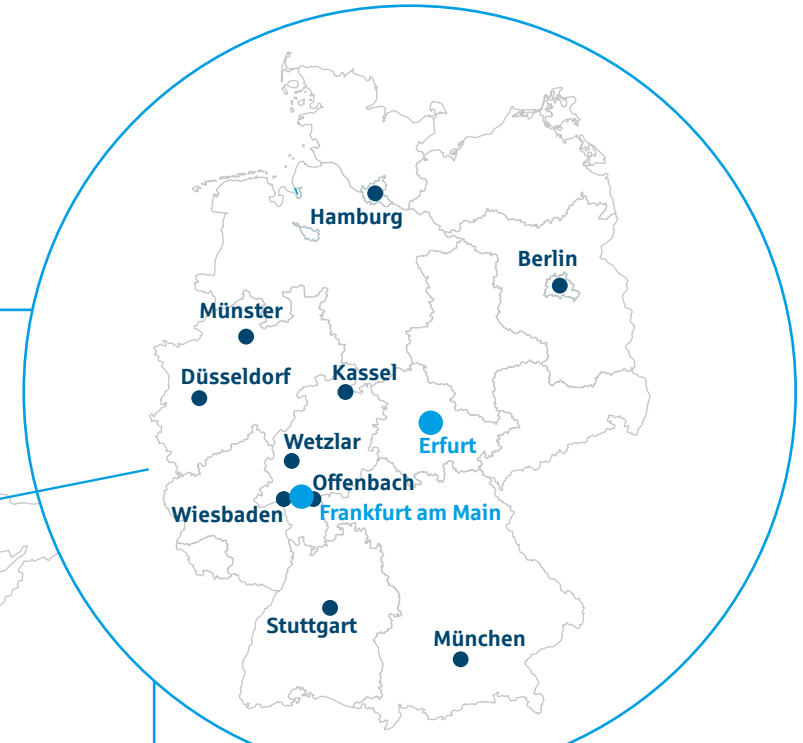 Hamburg
Berlin
Münster
Düsseldorf
Kassel
Erfurt
Wetzlar
Offenbach
Wiesbaden
Frankfurt am Main
Stuttgart
München